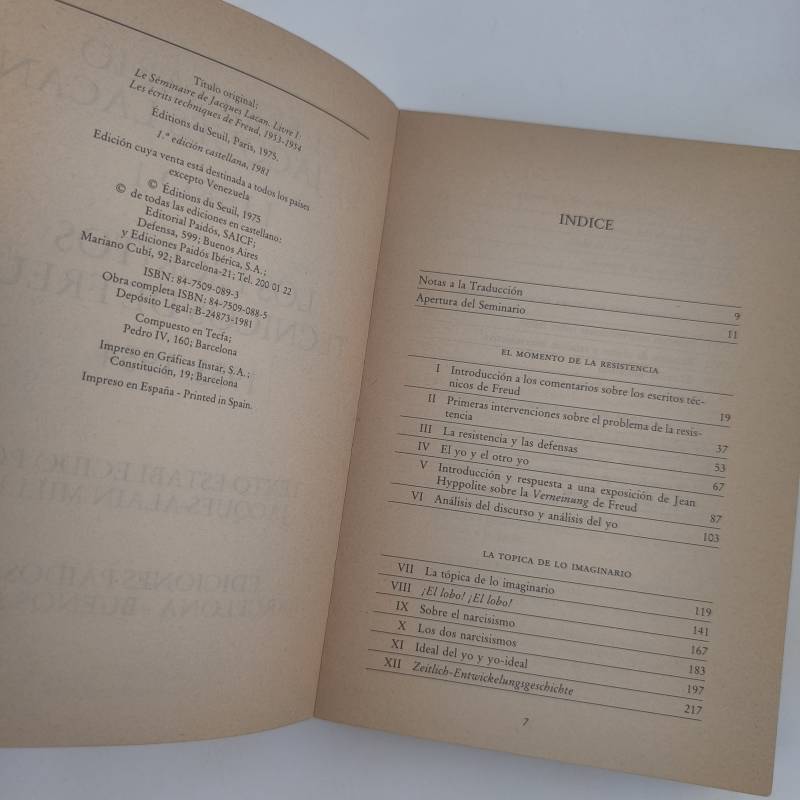 Título original:
Le Séminaire de Jacques Lacan. Livre I:
Les écrits techniques de Freud, 1953-1954
Éditions du Seuil, Paris, 1975.
1.ª edición castellana, 1981
Edición cuya venta está destinada a todos los países
excepto Venezuela
© Éditions du Seuil, 1975
© de todas las ediciones en castellano:
Editorial Paidós, SAICF;
Defensa, 599; Buenos Aires
y Ediciones Paidós Ibérica, S.A.;
Mariano Cubí, 92; Barcelona-21; Tel. 200 01 22
ISBN: 84-7509-089-3
Obra completa ISBN: 84-7509-088-5
Depósito Legal: B-24873-1981
Compuesto en Tecfa;
Pedro IV, 160; Barcelona
Impreso en Gráficas Instar, S.A.;
Constitución, 19; Barcelona
Impreso en España - Printed in Spain.
INDICE
Notas a la Traducción 9
Apertura del Seminario 11
EL MOMENTO DE LA RESISTENCIA
I Introducción a los comentarios sobre los escritos téc-
nicos de Freud 19
II Primeras intervenciones sobre el problema de la resis-
tencia 37
III La resistencia y las defensas 53
IV El yo y el otro yo 67
V Introducción y respuesta a una exposición de Jean
Hyppolite sobre la Verneinung de Freud 87
VI Análisis del discurso y análisis del yo 103
LA TOPICA DE LO IMAGINARIO
VII La tópica de lo imaginario 119
VIII ¡El lobo! ¡El lobo! 141
IX Sobre el narcisismo 167
X Los dos narcisismos 183
XI Ideal del yo y yo-ideal 197
XII Zeitlich-Entwickelungsgeschichte 217
7